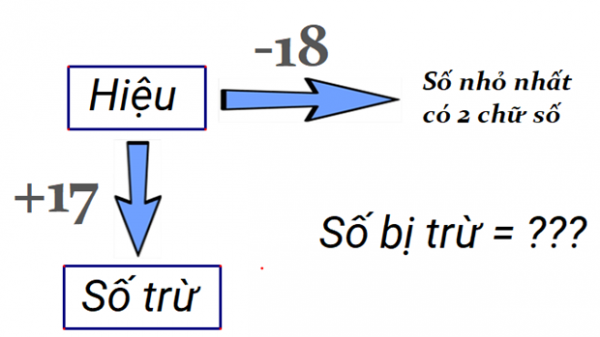 -18
Hiệu
Số nhỏ nhất
có 2 chữ số
+17
Số bị trừ = ???
Số trừ